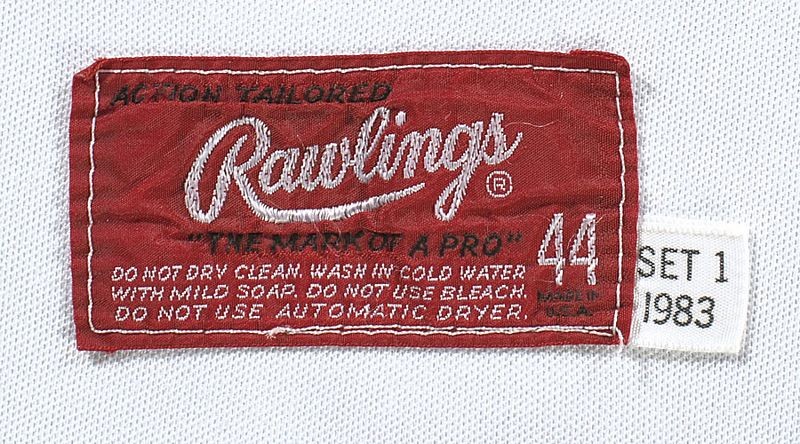 ACTION TAILORED
Rawlings ®
"THE MARK OF A PRO"
44
DO NOT DRY CLEAN. WASH IN COLD WATER
WITH MILD SOAP. DO NOT USE BLEACH.
DO NOT USE AUTOMATIC DRYER.
MADE IN
U.S.A.
SET 1
1983